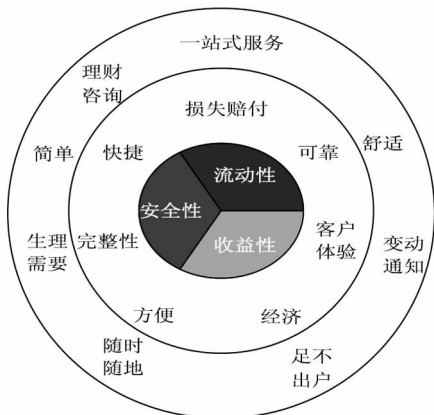 一站式服务
理财
咨询
损失赔付
简单
快捷
可靠
舒适
流动性
安全性
生理
需要
完整性
收益性
客户
体验
变动
通知
方便
经济
随时
随地
足不
出户